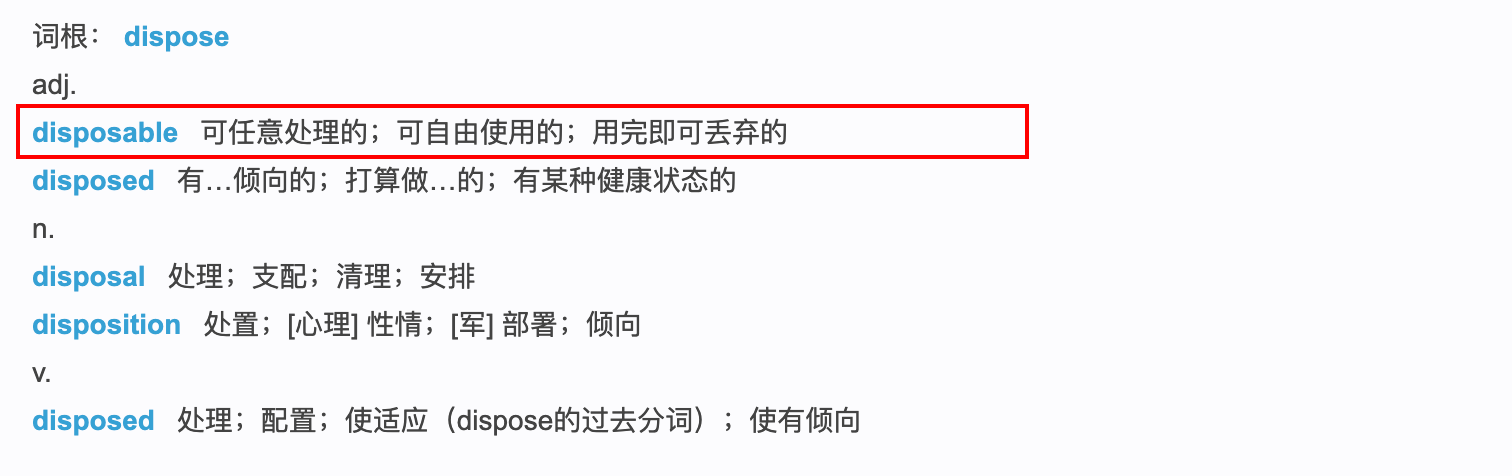 词根： dispose
adj.
disposable 可任意处理的；可自由使用的；用完即可丢弃的
disposed 有…倾向的；打算做…的；有某种健康状态的
n.
disposal 处理；支配；清理；安排
disposition 处置；[心理] 性情；[军] 部署；倾向
v.
disposed 处理；配置；使适应（dispose的过去分词）；使有倾向